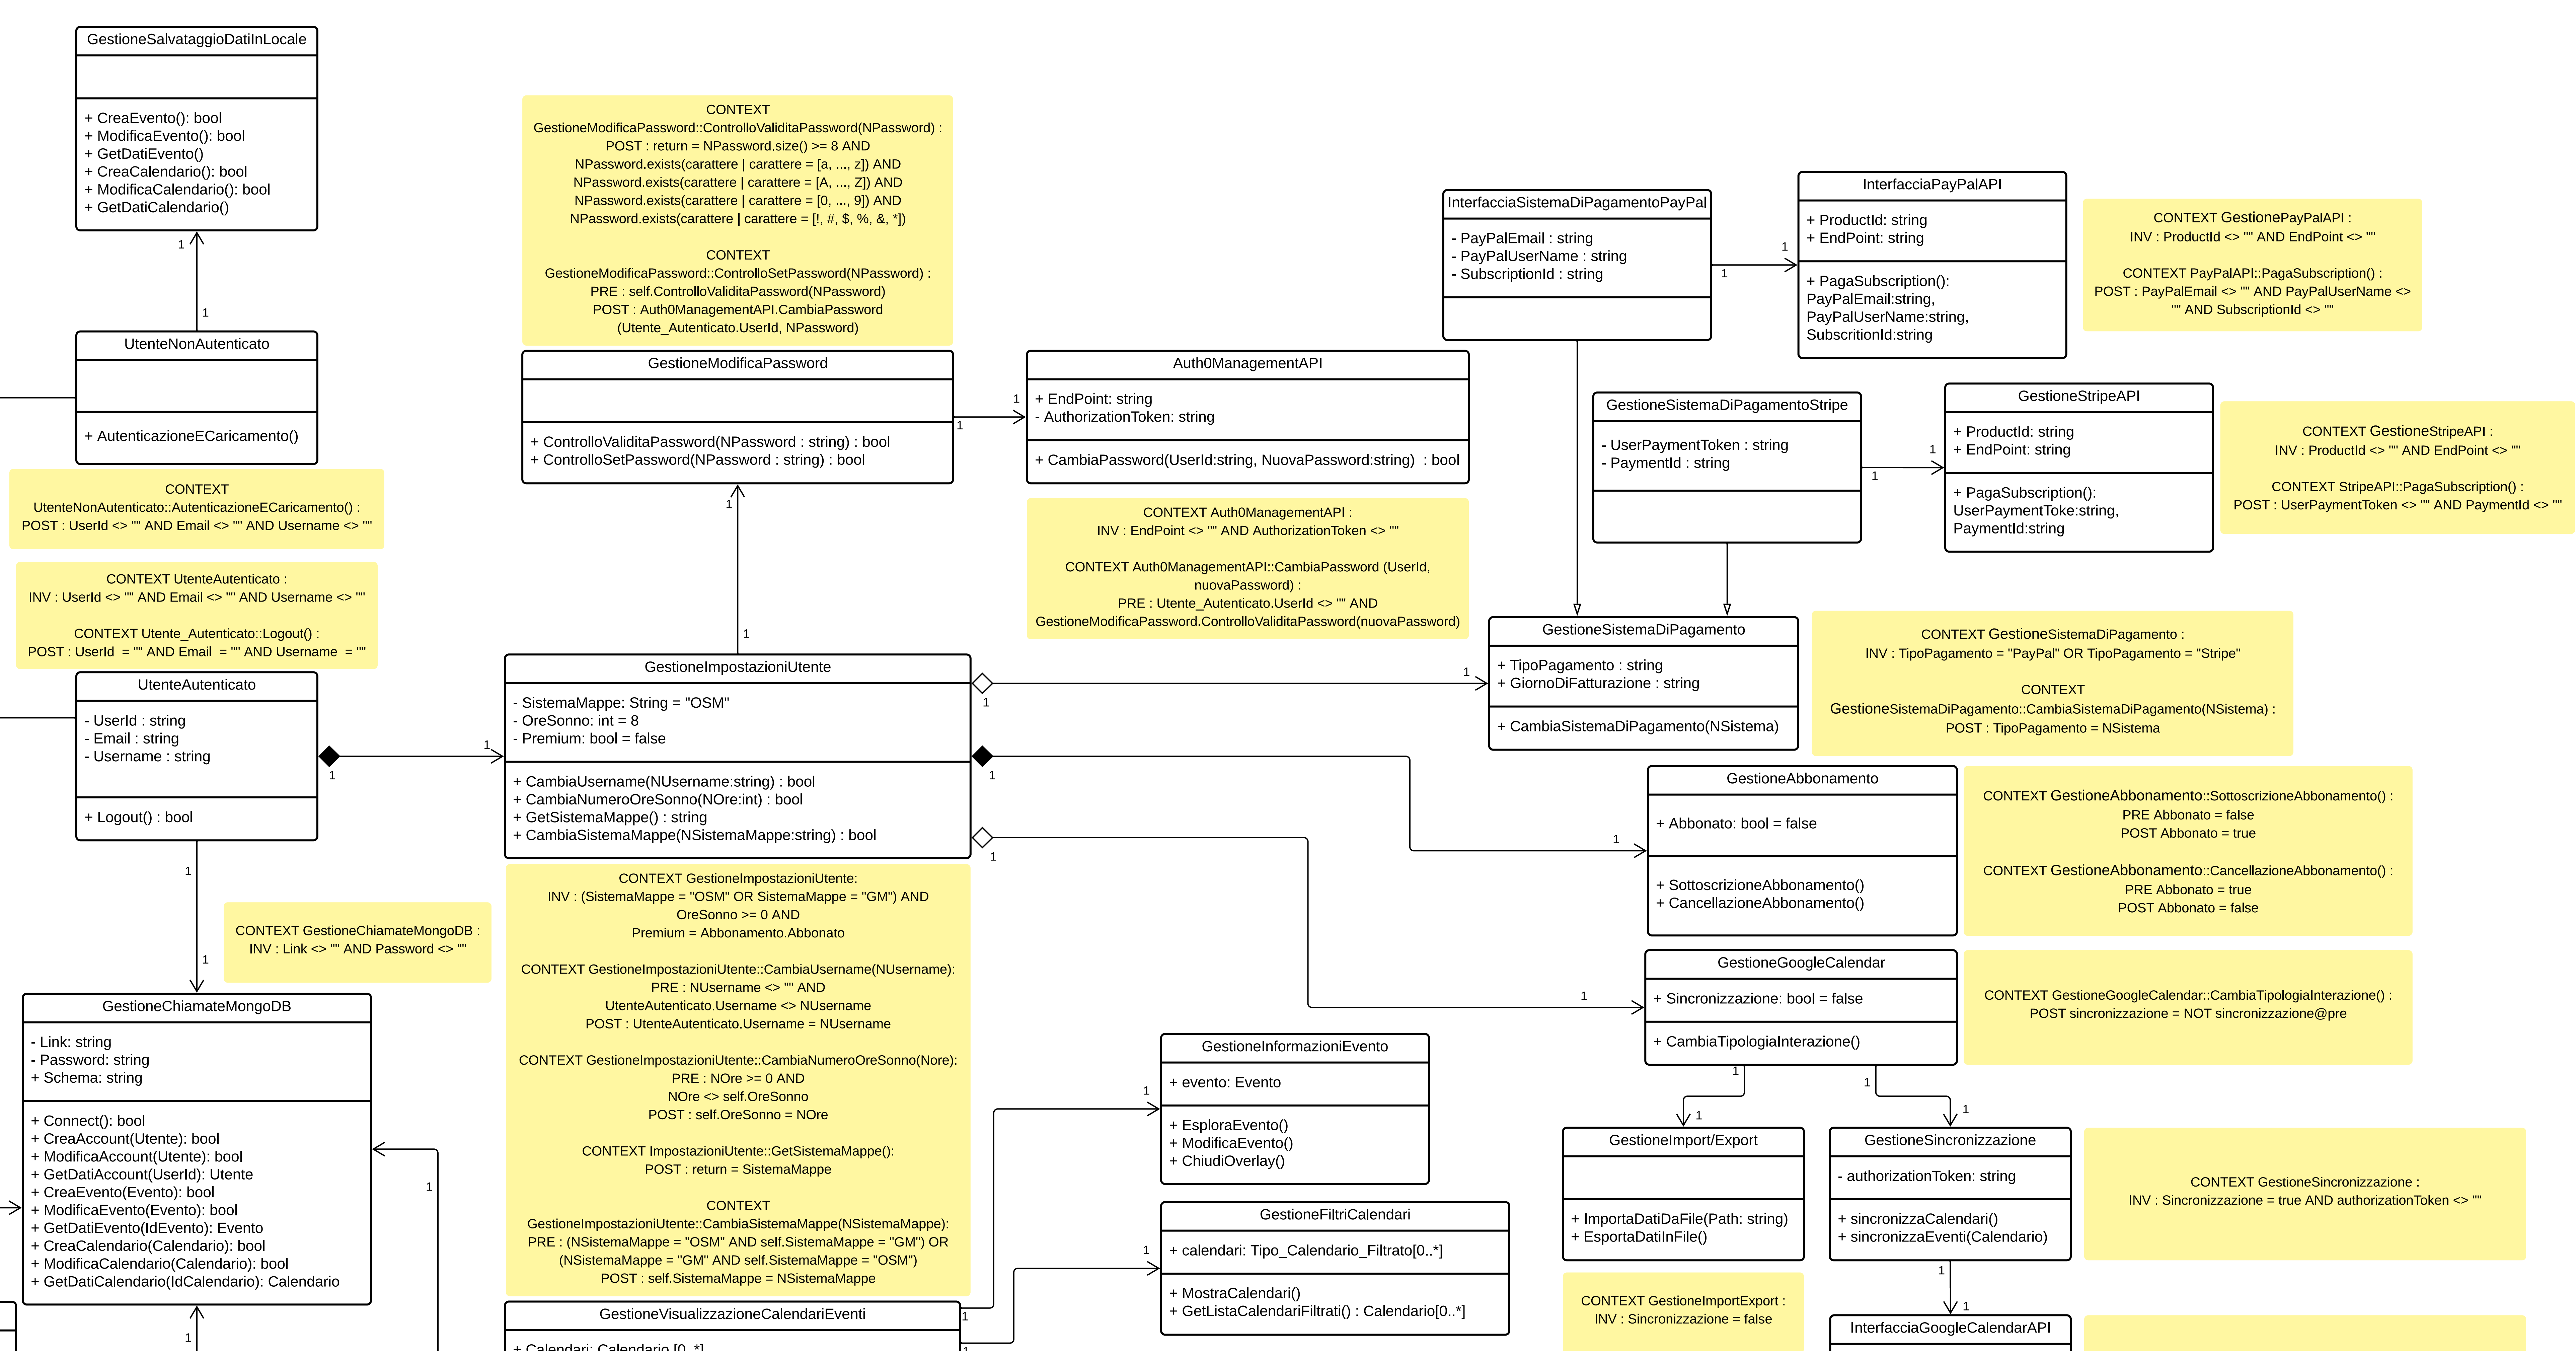 GestioneSalvataggioDatiInLocale
+ CreaEvento(): bool
+ ModificaEvento(): bool
+ GetDatiEvento()
+ CreaCalendario(): bool
+ ModificaCalendario(): bool
+ GetDatiCalendario()
1
1
UtenteNonAutenticato
+ AutenticazioneECaricamento()
CONTEXT
UtenteNonAutenticato::AutenticazioneECaricamento() :
POST : UserId <> "" AND Email <> "" AND Username <> ""
CONTEXT UtenteAutenticato :
INV : UserId <> "" AND Email <> "" AND Username <> ""
CONTEXT Utente_Autenticato::Logout() :
POST : UserId  = "" AND Email  = "" AND Username  = ""
UtenteAutenticato
- UserId : string
- Email : string
- Username : string
+ Logout() : bool
1
1
1
1
CONTEXT GestioneChiamateMongoDB :
INV : Link <> "" AND Password <> ""
GestioneChiamateMongoDB
- Link: string
- Password: string
+ Schema: string
+ Connect(): bool
+ CreaAccount(Utente): bool
+ ModificaAccount(Utente): bool
+ GetDatiAccount(UserId): Utente
+ CreaEvento(Evento): bool
+ ModificaEvento(Evento): bool
+ GetDatiEvento(IdEvento): Evento
+ CreaCalendario(Calendario): bool
+ ModificaCalendario(Calendario): bool
+ GetDatiCalendario(IdCalendario): Calendario
1
1
CONTEXT
GestioneModificaPassword::ControlloValiditaPassword(NPassword) :
POST : return = NPassword.size() >= 8 AND
NPassword.exists(carattere | carattere = [a, ..., z]) AND
NPassword.exists(carattere | carattere = [A, ..., Z]) AND
NPassword.exists(carattere | carattere = [0, ..., 9]) AND
NPassword.exists(carattere | carattere = [!, #, $, %, &, *])
CONTEXT
GestioneModificaPassword::ControlloSetPassword(NPassword) :
PRE : self.ControlloValiditaPassword(NPassword)
POST : Auth0ManagementAPI.CambiaPassword
(Utente_Autenticato.UserId, NPassword)
GestioneModificaPassword
+ ControlloValiditaPassword(NPassword : string) : bool
+ ControlloSetPassword(NPassword : string) : bool
1
1
1
1
Auth0ManagementAPI
+ EndPoint: string
- AuthorizationToken: string
+ CambiaPassword(UserId:string, NuovaPassword:string)  : bool
CONTEXT Auth0ManagementAPI :
INV : EndPoint <> "" AND AuthorizationToken <> ""
CONTEXT Auth0ManagementAPI::CambiaPassword (UserId,
nuovaPassword) :
PRE : Utente_Autenticato.UserId <> "" AND
GestioneModificaPassword.ControlloValiditaPassword(nuovaPassword)
GestioneImpostazioniUtente
- SistemaMappe: String = "OSM"
- OreSonno: int = 8
- Premium: bool = false
+ CambiaUsername(NUsername:string) : bool
+ CambiaNumeroOreSonno(NOre:int) : bool
+ GetSistemaMappe() : string
+ CambiaSistemaMappe(NSistemaMappe:string) : bool
1
1
1
1
1
1
CONTEXT GestioneImpostazioniUtente:
INV : (SistemaMappe = "OSM" OR SistemaMappe = "GM") AND
OreSonno >= 0 AND
Premium = Abbonamento.Abbonato
CONTEXT GestioneImpostazioniUtente::CambiaUsername(NUsername):
PRE : NUsername <> "" AND
UtenteAutenticato.Username <> NUsername
POST : UtenteAutenticato.Username = NUsername
CONTEXT GestioneImpostazioniUtente::CambiaNumeroOreSonno(Nore):
PRE : NOre >= 0 AND
NOre <> self.OreSonno
POST : self.OreSonno = NOre
CONTEXT ImpostazioniUtente::GetSistemaMappe():
POST : return = SistemaMappe
CONTEXT
GestioneImpostazioniUtente::CambiaSistemaMappe(NSistemaMappe):
PRE : (NSistemaMappe = "OSM" AND self.SistemaMappe = "GM") OR
(NSistemaMappe = "GM" AND self.SistemaMappe = "OSM")
POST : self.SistemaMappe = NSistemaMappe
GestioneVisualizzazioneCalendariEventi
+ Calendari: Calendario [0..*]
1
1
1
1
GestioneInformazioniEvento
+ evento: Evento
+ EsploraEvento()
+ ModificaEvento()
+ ChiudiOverlay()
GestioneFiltriCalendari
+ calendari: Tipo_Calendario_Filtrato[0..*]
+ MostraCalendari()
+ GetListaCalendariFiltrati() : Calendario[0..*]
InterfacciaSistemaDiPagamentoPayPal
- PayPalEmail : string
- PayPalUserName : string
- SubscriptionId : string
1
1
InterfacciaPayPalAPI
+ ProductId: string
+ EndPoint: string
+ PagaSubscription():
PayPalEmail:string,
PayPalUserName:string,
SubscritionId:string
CONTEXT GestionePayPalAPI :
INV : ProductId <> "" AND EndPoint <> ""
CONTEXT PayPalAPI::PagaSubscription() :
POST : PayPalEmail <> "" AND PayPalUserName <>
"" AND SubscriptionId <> ""
GestioneSistemaDiPagamentoStripe
- UserPaymentToken : string
- PaymentId : string
1
1
GestioneStripeAPI
+ ProductId: string
+ EndPoint: string
+ PagaSubscription():
UserPaymentToke:string,
PaymentId:string
CONTEXT GestioneStripeAPI :
INV : ProductId <> "" AND EndPoint <> ""
CONTEXT StripeAPI::PagaSubscription() :
POST : UserPaymentToken <> "" AND PaymentId <> ""
GestioneSistemaDiPagamento
+ TipoPagamento : string
+ GiornoDiFatturazione : string
+ CambiaSistemaDiPagamento(NSistema)
CONTEXT GestioneSistemaDiPagamento :
INV : TipoPagamento = "PayPal" OR TipoPagamento = "Stripe"
CONTEXT
GestioneSistemaDiPagamento::CambiaSistemaDiPagamento(NSistema) :
POST : TipoPagamento = NSistema
GestioneAbbonamento
+ Abbonato: bool = false
+ SottoscrizioneAbbonamento()
+ CancellazioneAbbonamento()
CONTEXT GestioneAbbonamento::SottoscrizioneAbbonamento() :
PRE Abbonato = false
POST Abbonato = true
CONTEXT GestioneAbbonamento::CancellazioneAbbonamento() :
PRE Abbonato = true
POST Abbonato = false
GestioneGoogleCalendar
+ Sincronizzazione: bool = false
+ CambiaTipologiaInterazione()
CONTEXT GestioneGoogleCalendar::CambiaTipologiaInterazione() :
POST sincronizzazione = NOT sincronizzazione@pre
1
1
1
1
GestioneImport/Export
+ ImportaDatiDaFile(Path: string)
+ EsportaDatiInFile()
CONTEXT GestioneImportExport :
INV : Sincronizzazione = false
GestioneSincronizzazione
- authorizationToken: string
+ sincronizzaCalendari()
+ sincronizzaEventi(Calendario)
CONTEXT GestioneSincronizzazione :
INV : Sincronizzazione = true AND authorizationToken <> ""
1
1
InterfacciaGoogleCalendarAPI